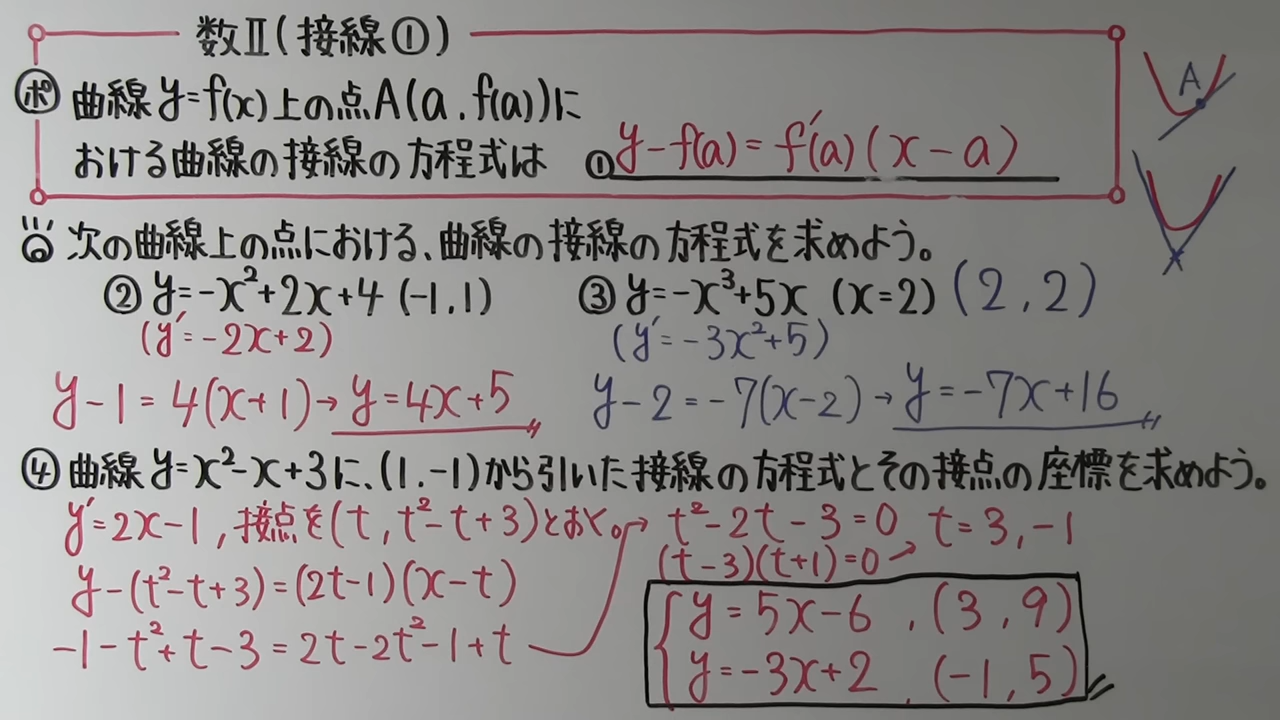 数Ⅱ(接線①)
ポ 曲線y=f(x)上の点A(a, f(a))に
おける曲線の接線の方程式は ① y-f(a)=f'(a)(x-a)
A
次の曲線上の点における、曲線の接線の方程式を求めよう。
② y=-x²+2x+4 (-1,1) ③ y=-x³+5x (x=2) (2,2)
(y'=-2x+2) (y'=-3x²+5)
y-1=4(x+1)→y=4x+5 y-2=-7(x-2)→y=-7x+16
④ 曲線y=x²-x+3に、(1,-1)から引いた接線の方程式とその接点の座標を求めよう。
y'=2x-1, 接点を(t, t²-t+3)とおく。 → t²-2t-3=0 t=3,-1
(t-3)(t+1)=0
y-(t²-t+3)=(2t-1)(x-t)
-1-t²+t-3=2t-2t²-1+t
y=5x-6, (3,9)
y=-3x+2, (-1,5)